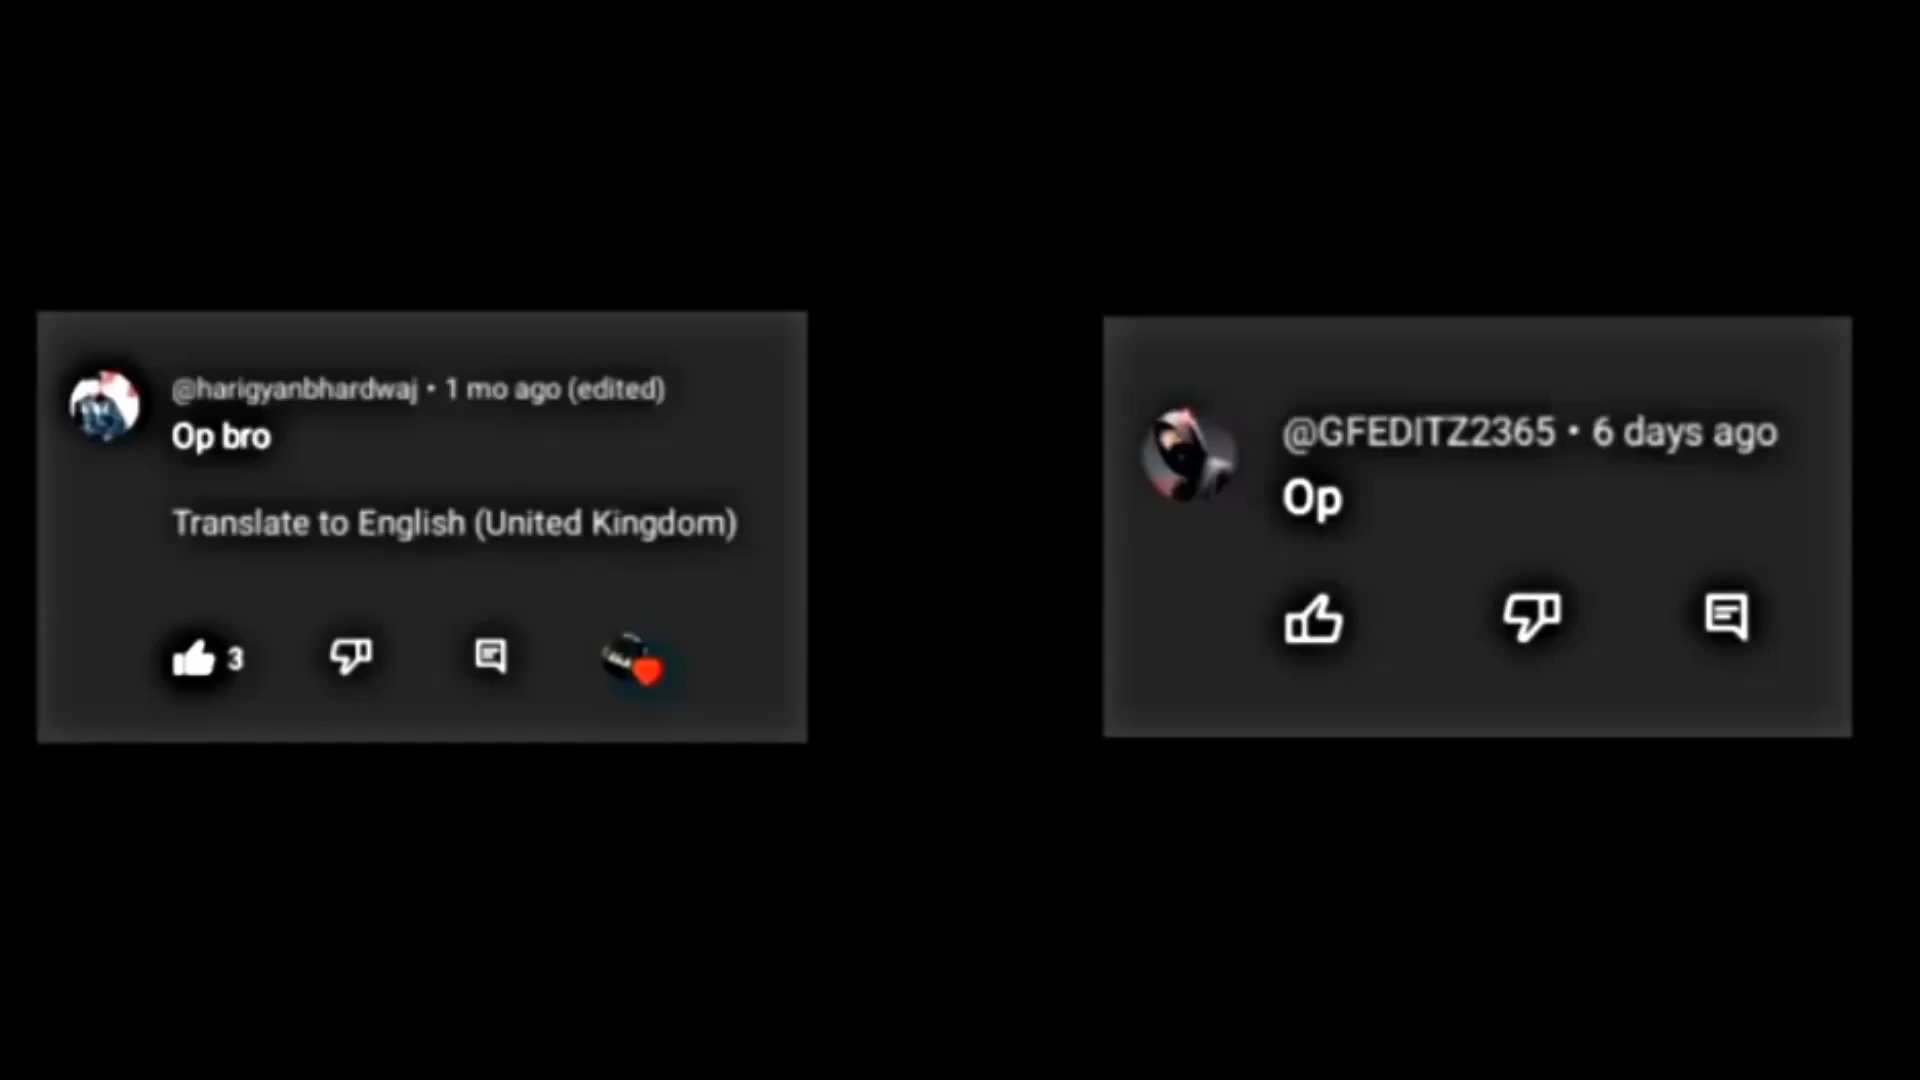 @harigyanbhardwaj • 1 mo ago (edited)
Op bro
Translate to English (United Kingdom)
3
@GFEDITZ2365 • 6 days ago
Op